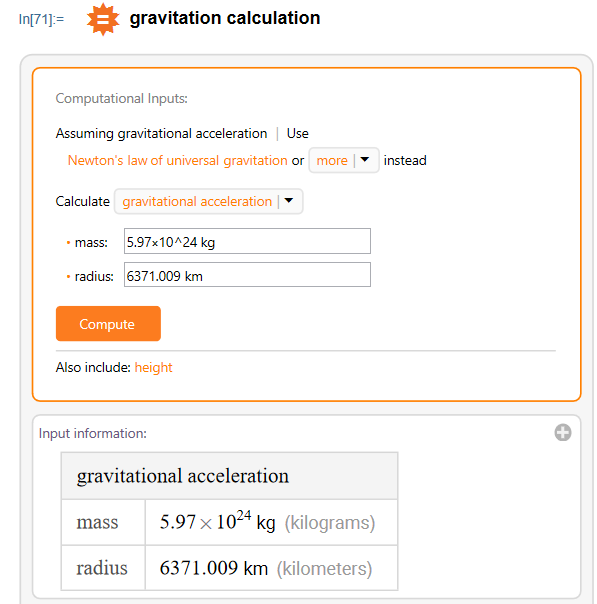 In[71]:= gravitation calculation
Computational Inputs:
Assuming gravitational acceleration | Use
Newton's law of universal gravitation or more | ▼ instead
Calculate gravitational acceleration | ▼
• mass: 5.97×10^24 kg
• radius: 6371.009 km
Compute
Also include: height
Input information:
gravitational acceleration
mass 5.97×10²⁴ kg (kilograms)
radius 6371.009 km (kilometers)